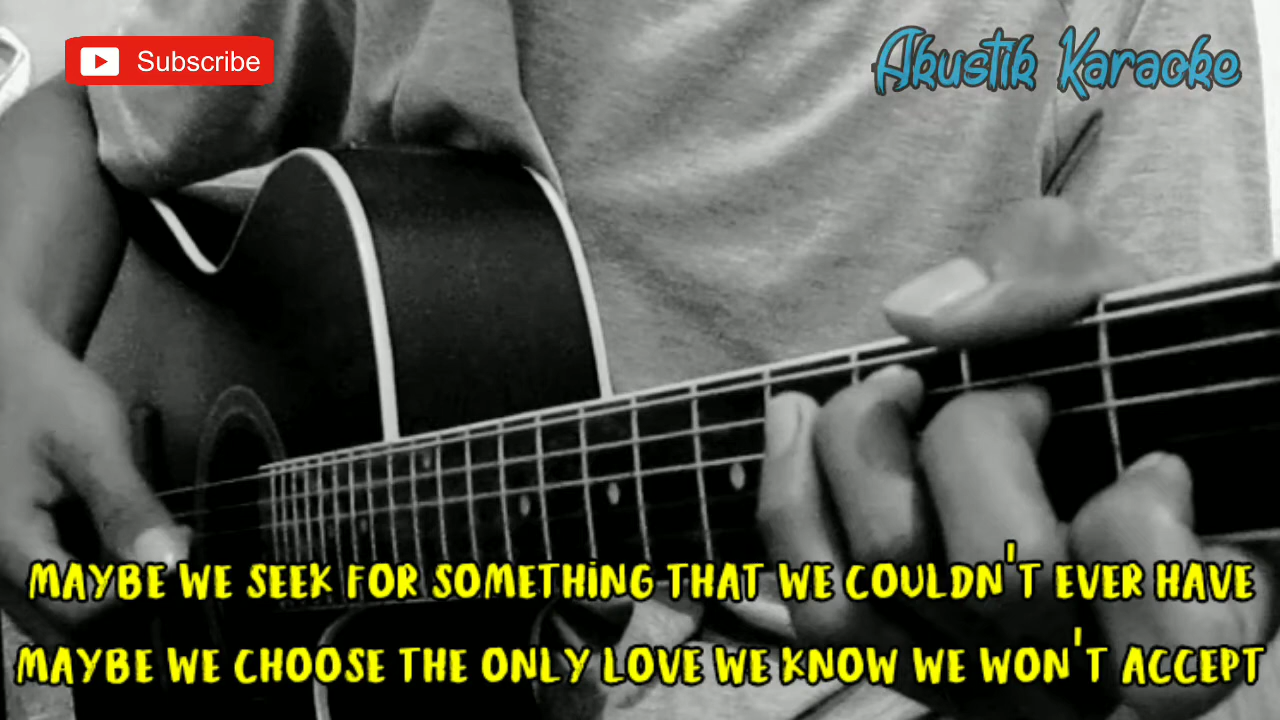 Subscribe
Akustik Karaoke
MAYBE WE SEEK FOR SOMETHING THAT WE COULDN'T EVER HAVE
MAYBE WE CHOOSE THE ONLY LOVE WE KNOW WE WON'T ACCEPT